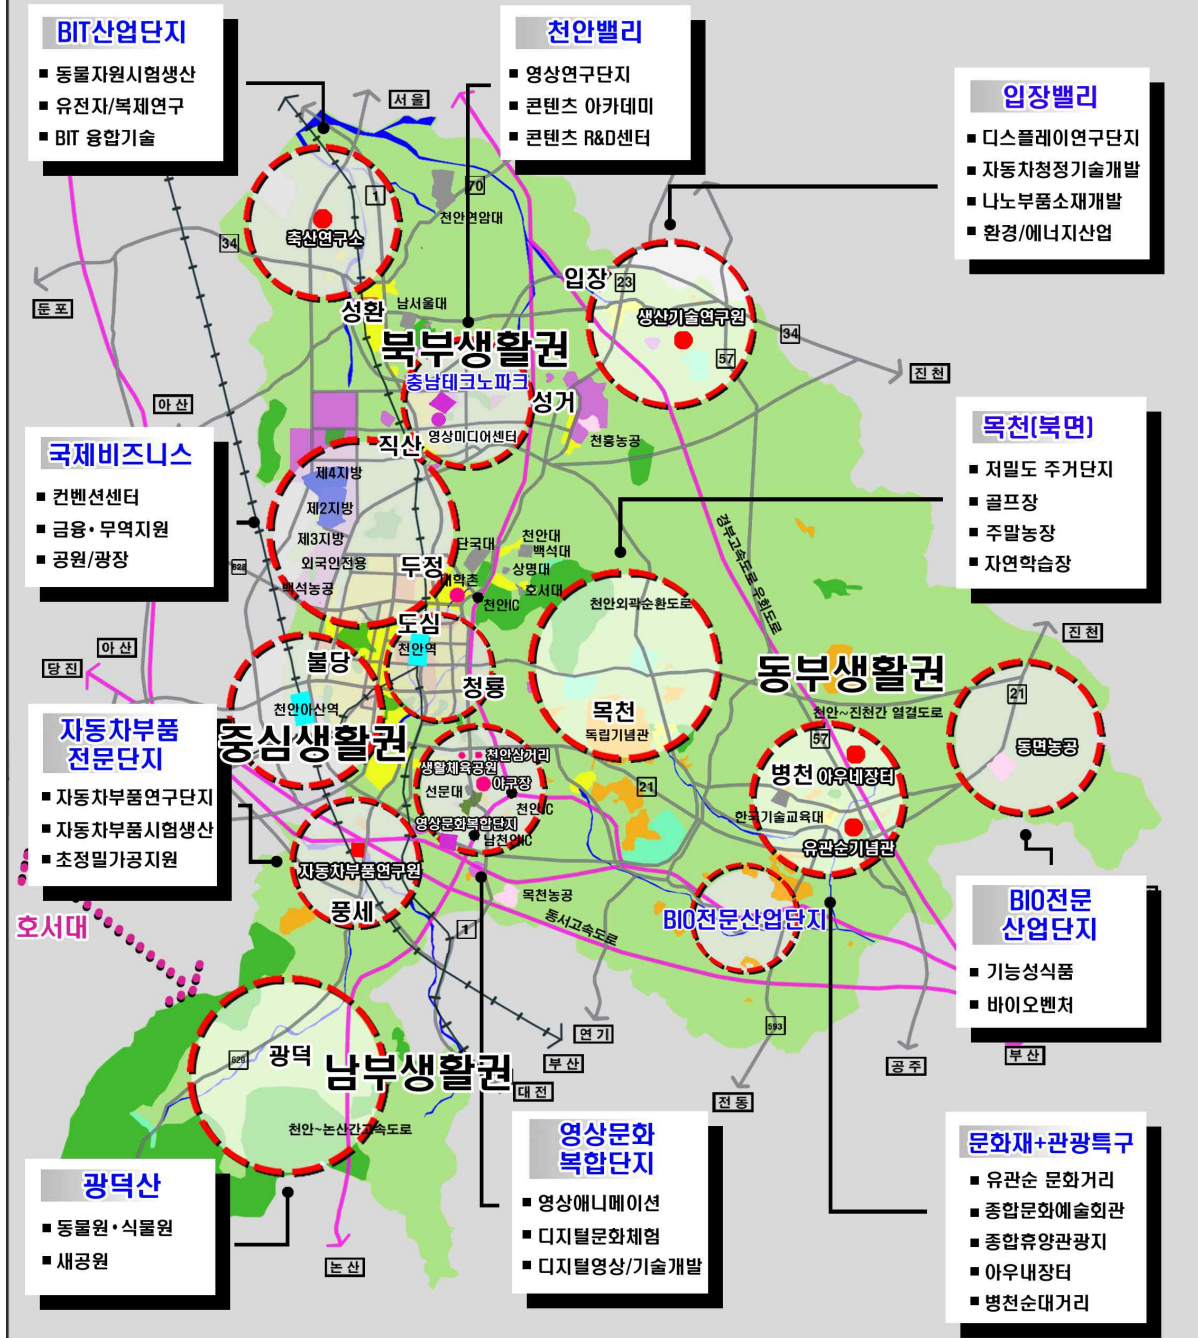 BIT산업단지
▪ 동물자원시험생산
▪ 유전자/복제연구
▪ BIT 융합기술
천안밸리
▪ 영상연구단지
▪ 콘텐츠 아카데미
▪ 콘텐츠 R&D센터
입장밸리
▪ 디스플레이연구단지
▪ 자동차청정기술개발
▪ 나노부품소재개발
▪ 환경/에너지산업
서울
1
70
천안연암대
축산연구소
34
둔포
성환
남서울대
입장
23
생산기술연구원
34
57
진천
북부생활권
충남테크노파크
성거
아산
영상미디어센터
천흥농공
직산
국제비즈니스
▪ 컨벤션센터
▪ 금융·무역지원
▪ 공원/광장
목천(북면)
▪ 저밀도 주거단지
▪ 골프장
▪ 주말농장
▪ 자연학습장
제4지방
제2지방
제3지방
외국인전용
백석농공
628
단국대
천안대
백석대
상명대
호서대
두정
대학촌
천안IC
경부고속도로 우회도로
천안외곽순환도로
도심
천안역
아산
당진
불당
청룡
천안아산역
중심생활권
목천
독립기념관
동부생활권
천안~진천간 열결도로
진천
21
동면농공
57
병천
아우내장터
한국기술교육대
유관순기념관
자동차부품
전문단지
▪ 자동차부품연구단지
▪ 자동차부품시험생산
▪ 초정밀가공지원
천안삼거리
생활체육공원
야구장
선문대
천안IC
영상문화복합단지
남천안IC
21
자동차부품연구원
풍세
목천농공
동서고속도로
BIO전문산업단지
BIO전문
산업단지
▪ 기능성식품
▪ 바이오벤처
호서대
1
연기
부산
대전
593
전동
공주
부산
629
광덕
남부생활권
천안~논산간고속도로
논산
광덕산
▪ 동물원·식물원
▪ 새공원
영상문화
복합단지
▪ 영상애니메이션
▪ 디지털문화체험
▪ 디지털영상/기술개발
문화재+관광특구
▪ 유관순 문화거리
▪ 종합문화예술회관
▪ 종합휴양관광지
▪ 아우내장터
▪ 병천순대거리